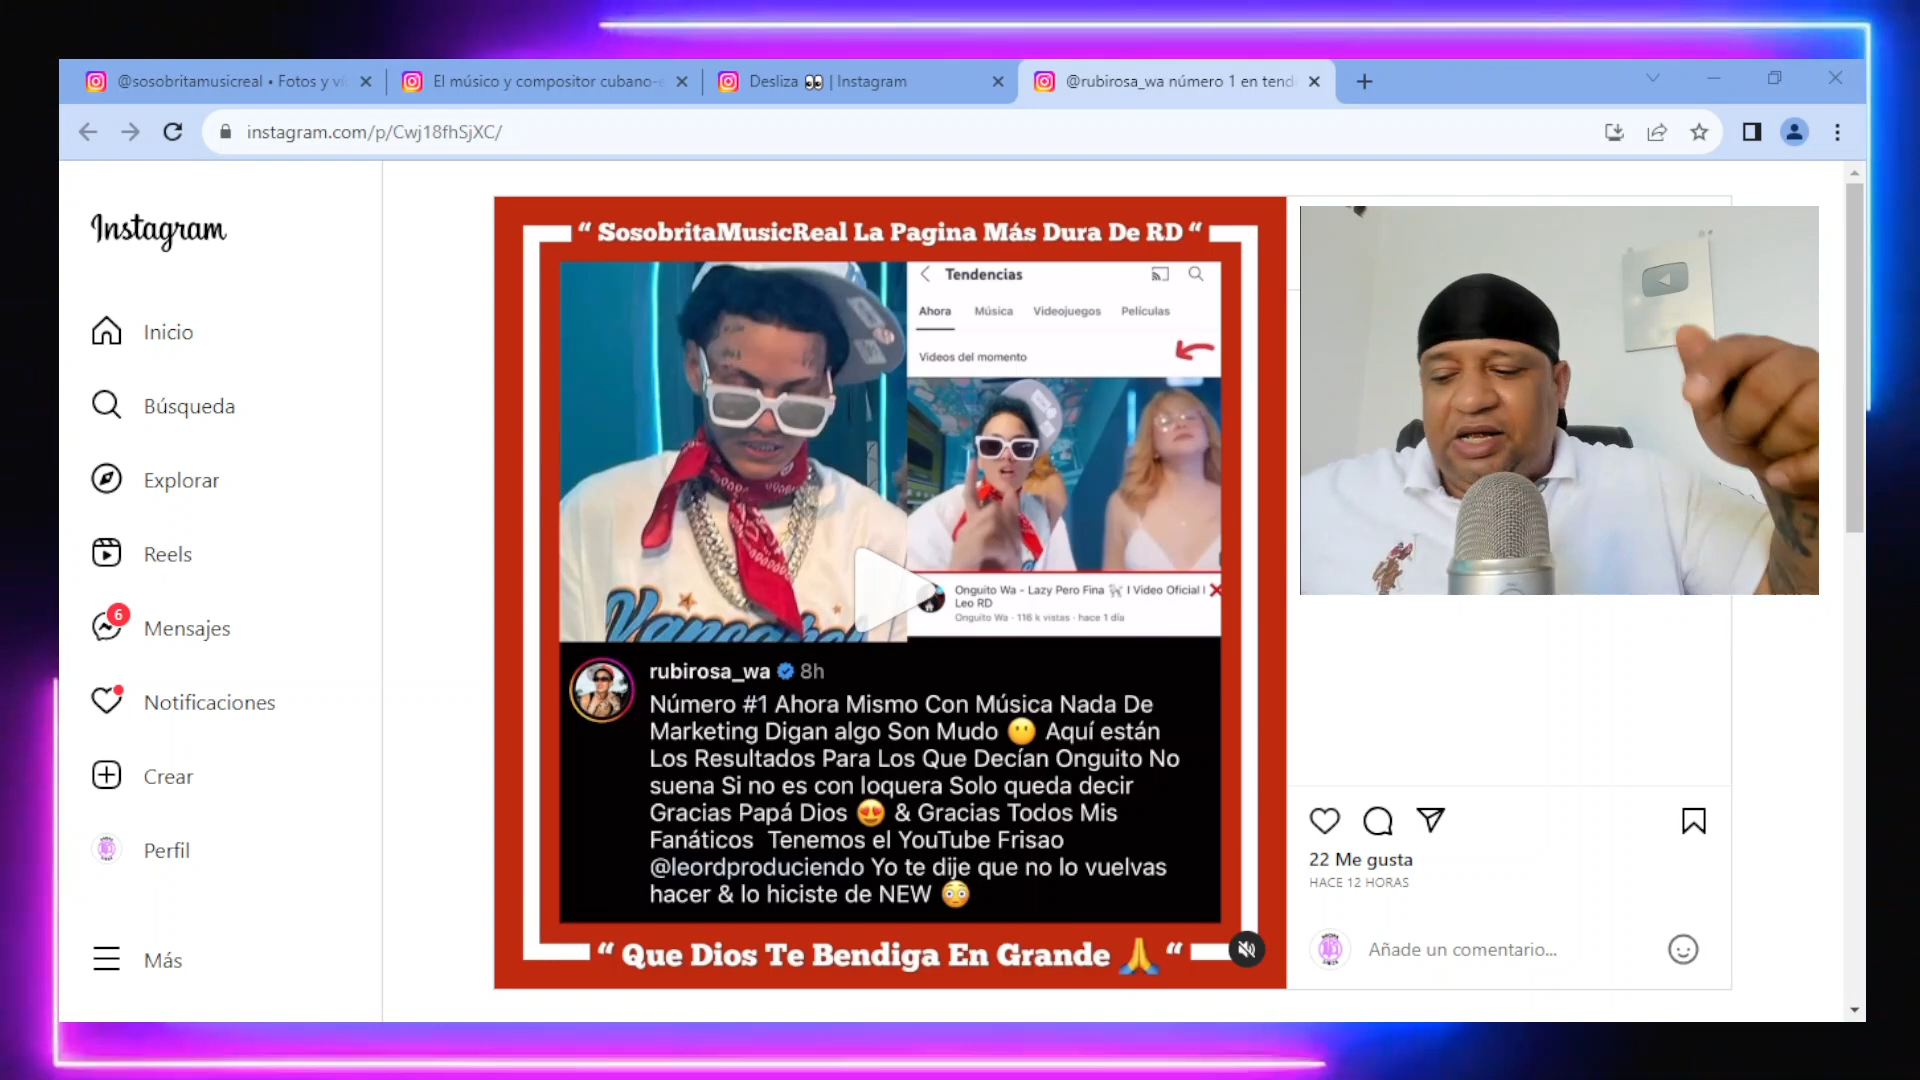 @sosobritamusicreal • Fotos y ví
El músico y compositor cubano-e
Desliza 👀 | Instagram
@rubirosa_wa número 1 en tend
instagram.com/p/Cwj18fhSjXC/
Instagram
Inicio
Búsqueda
Explorar
Reels
6
Mensajes
Notificaciones
Crear
Perfil
Más
“ SosobritaMusicReal La Pagina Más Dura De RD “
Tendencias
Ahora Música Videojuegos Películas
Videos del momento
Onguito Wa - Lazy Pero Fina 🐩 | Video Oficial | ❌
Leo RD
Onguito Wa · 116 k vistas · hace 1 día
rubirosa_wa 8h
Número #1 Ahora Mismo Con Música Nada De
Marketing Digan algo Son Mudo 😶 Aquí están
Los Resultados Para Los Que Decían Onguito No
suena Si no es con loquera Solo queda decir
Gracias Papá Dios 😍 & Gracias Todos Mis
Fanáticos Tenemos el YouTube Frisao
@leordproduciendo Yo te dije que no lo vuelvas
hacer & lo hiciste de NEW 😳
“ Que Dios Te Bendiga En Grande 🙏 “
22 Me gusta
HACE 12 HORAS
Añade un comentario...